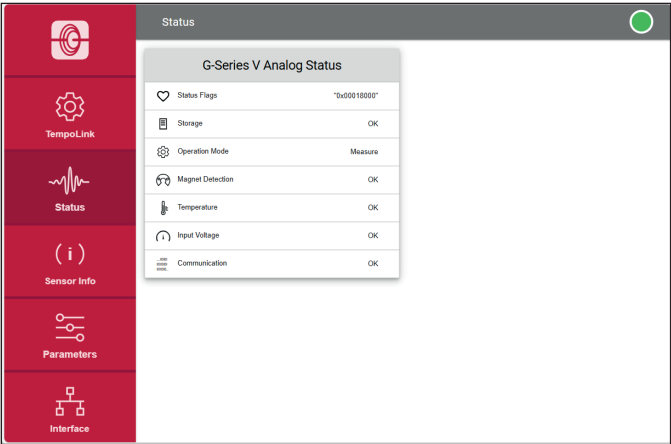 Status
G-Series V Analog Status
Status Flags "0x00018000"
Storage OK
Operation Mode Measure
Magnet Detection OK
Temperature OK
Input Voltage OK
Communication OK
TempoLink
Status
(i)
Sensor Info
Parameters
Interface